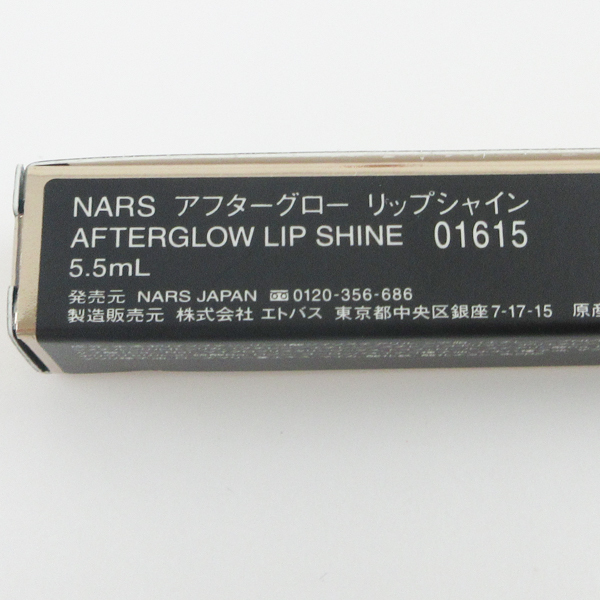 NARS アフターグロー リップシャイン
AFTERGLOW LIP SHINE 01615
5.5mL
発売元 NARS JAPAN 0120-356-686
製造販売元 株式会社 エトバス 東京都中央区銀座7-17-15 原産